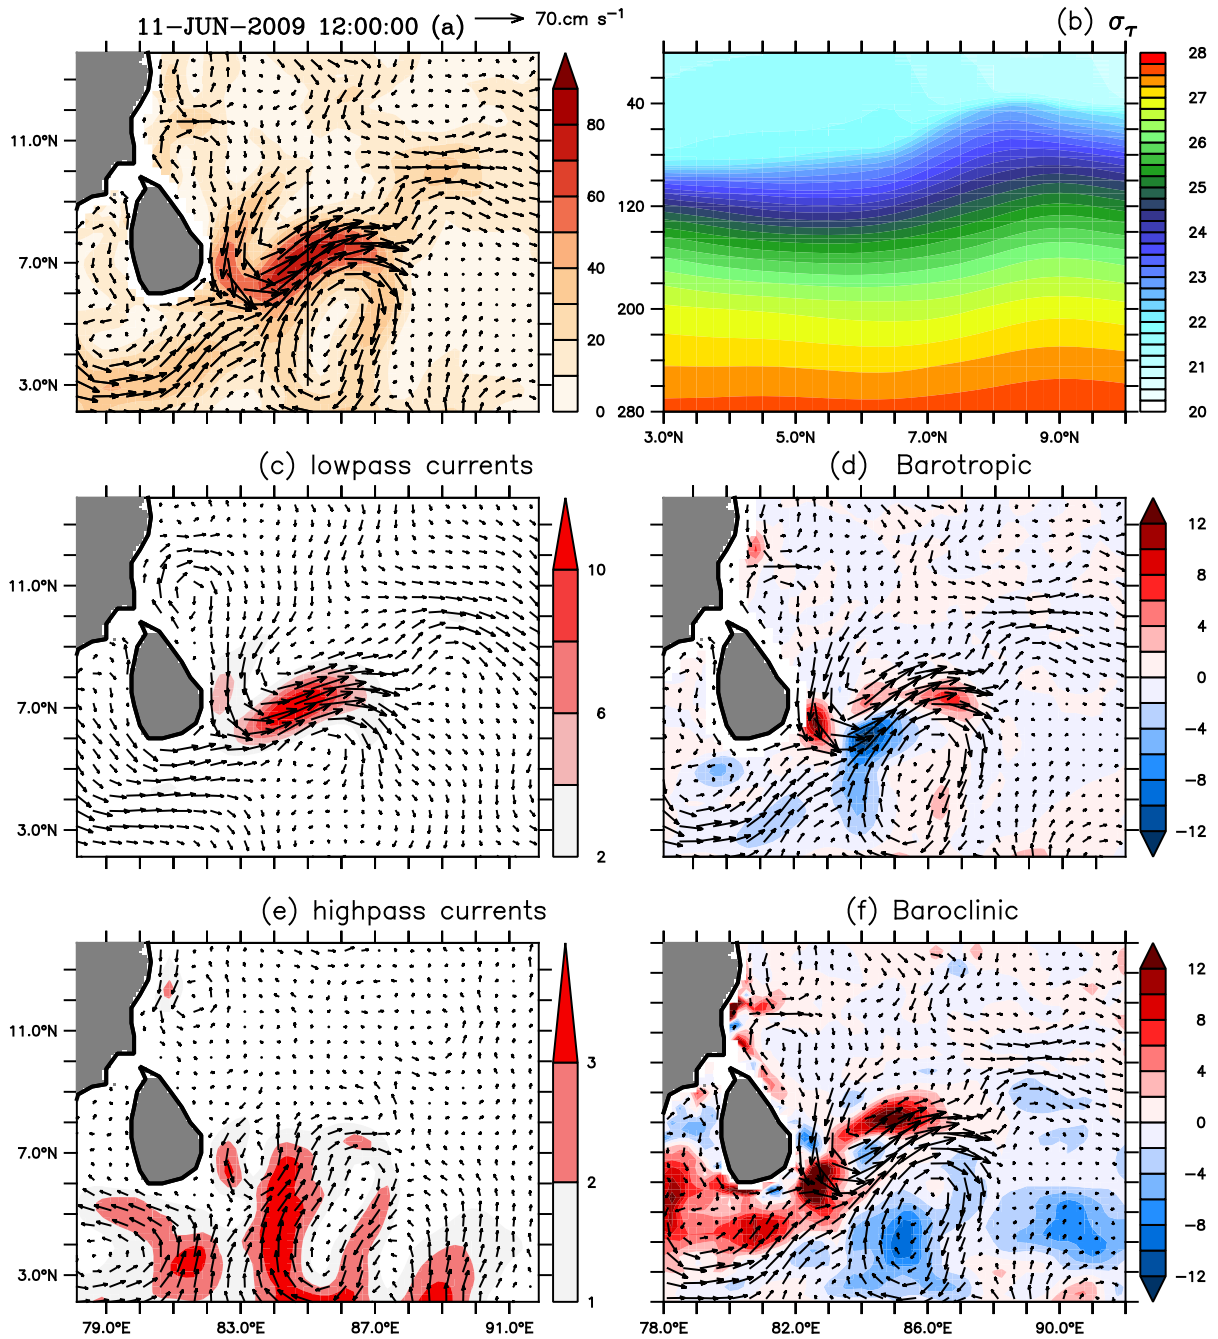 11-JUN-2009 12:00:00 (a) 70.cm s⁻¹
(b) στ
11.0°N
7.0°N
3.0°N
80
60
40
20
0
40
120
200
280
3.0°N 5.0°N 7.0°N 9.0°N
28
27
26
25
24
23
22
21
20
(c) lowpass currents
(d) Barotropic
11.0°N
7.0°N
3.0°N
10
6
2
12
8
4
0
−4
−8
−12
(e) highpass currents
(f) Baroclinic
11.0°N
7.0°N
3.0°N
3
2
1
12
8
4
0
−4
−8
−12
79.0°E 83.0°E 87.0°E 91.0°E
78.0°E 82.0°E 86.0°E 90.0°E